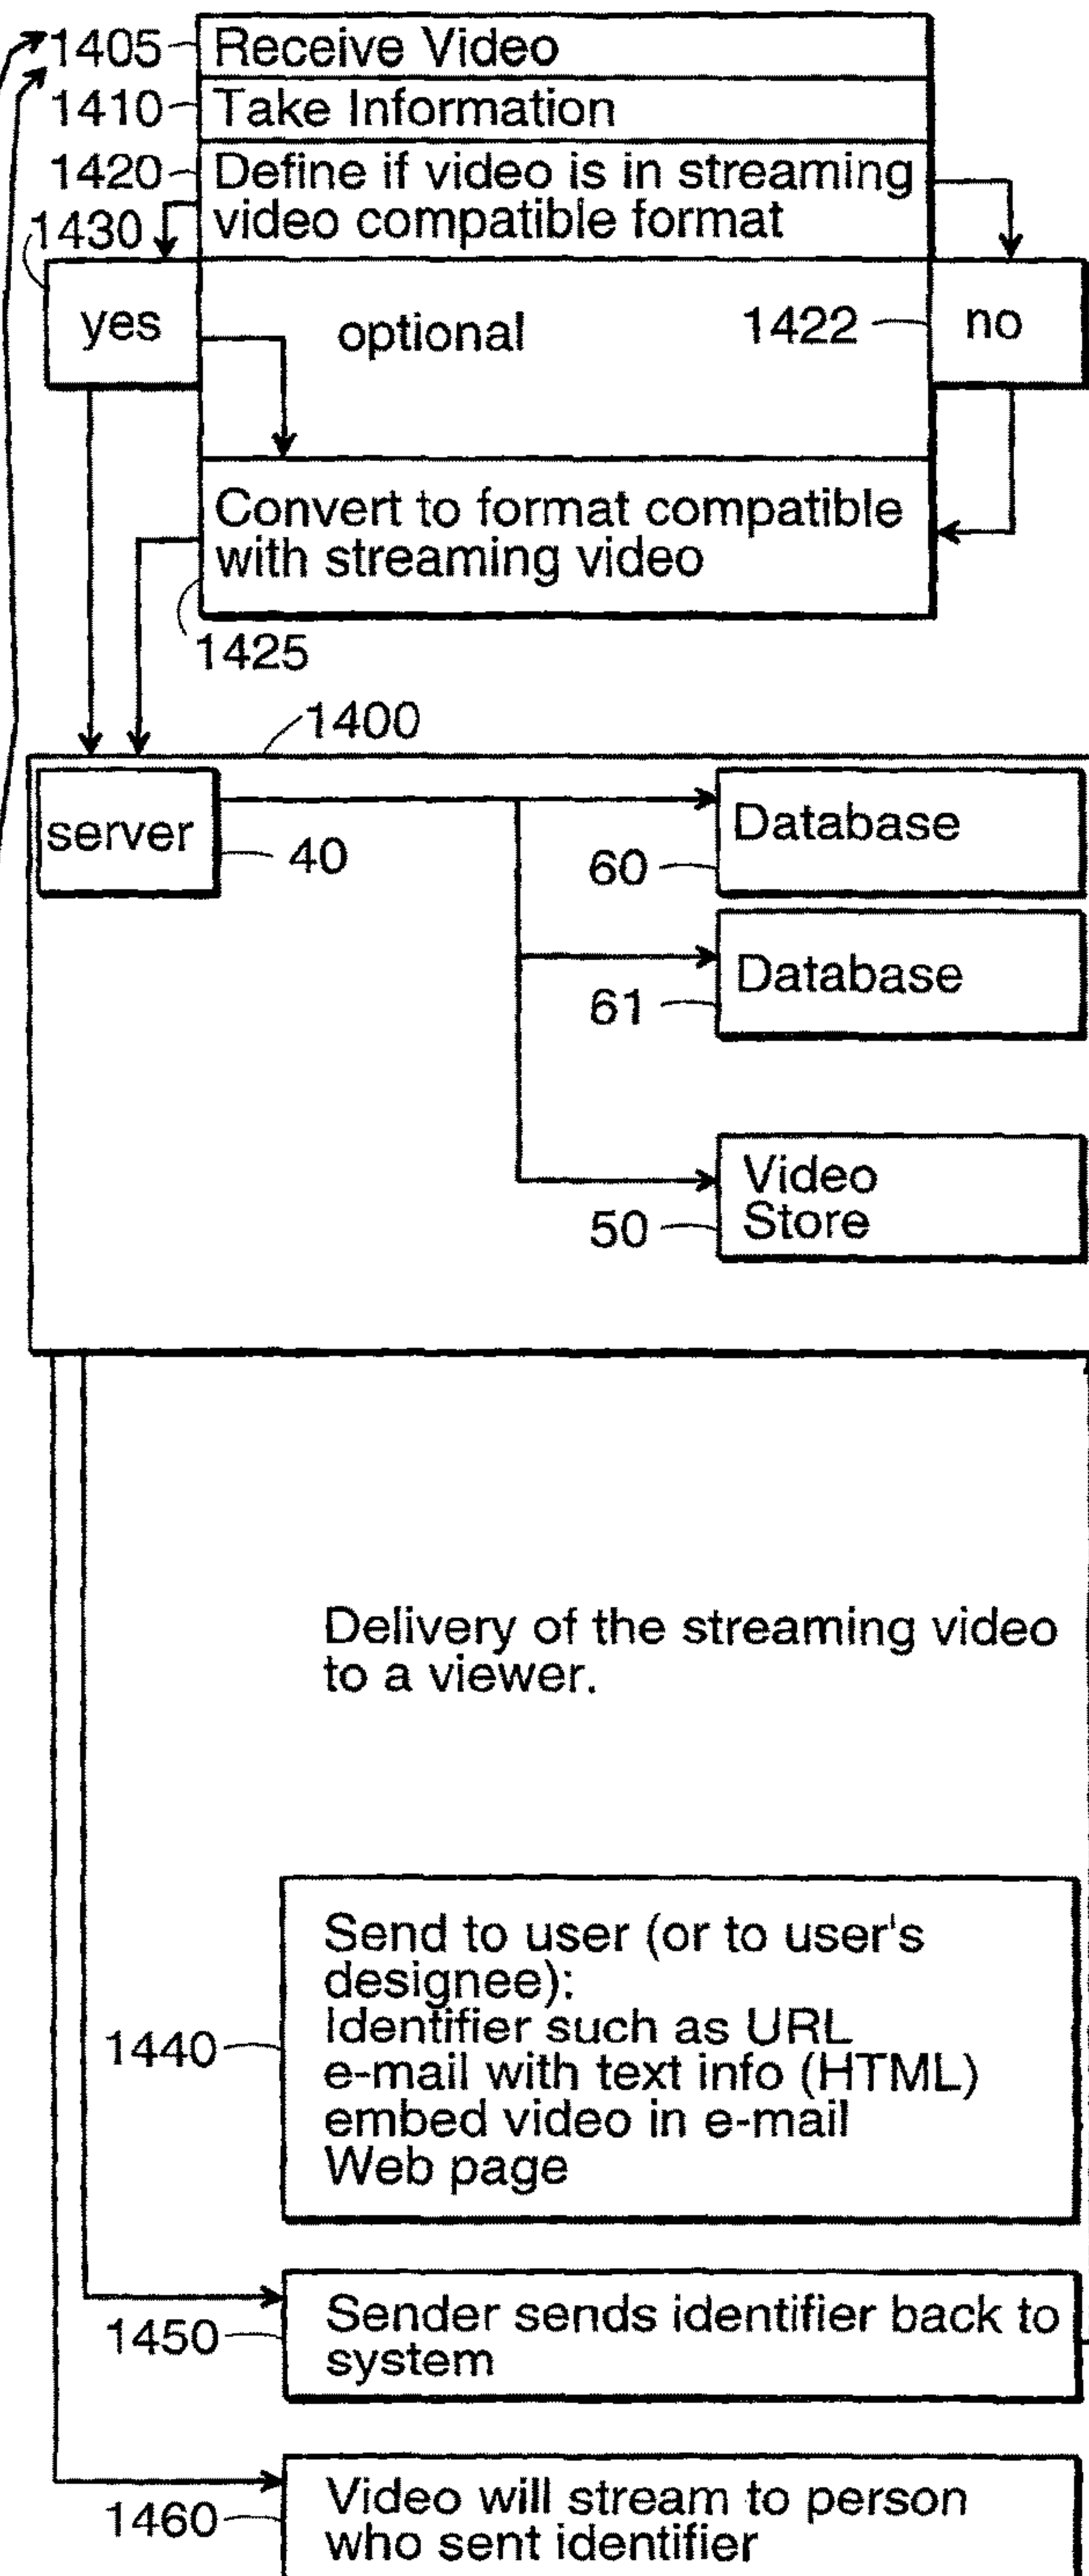 1405 Receive Video
1410 Take Information
1420 Define if video is in streaming
video compatible format
1430
yes
optional
1422
no
Convert to format compatible
with streaming video
1425
1400
server
40
Database
60
Database
61
Video
Store
50
Delivery of the streaming video
to a viewer.
Send to user (or to user's
designee):
Identifier such as URL
e-mail with text info (HTML)
embed video in e-mail
Web page
1440
Sender sends identifier back to
system
1450
Video will stream to person
who sent identifier
1460